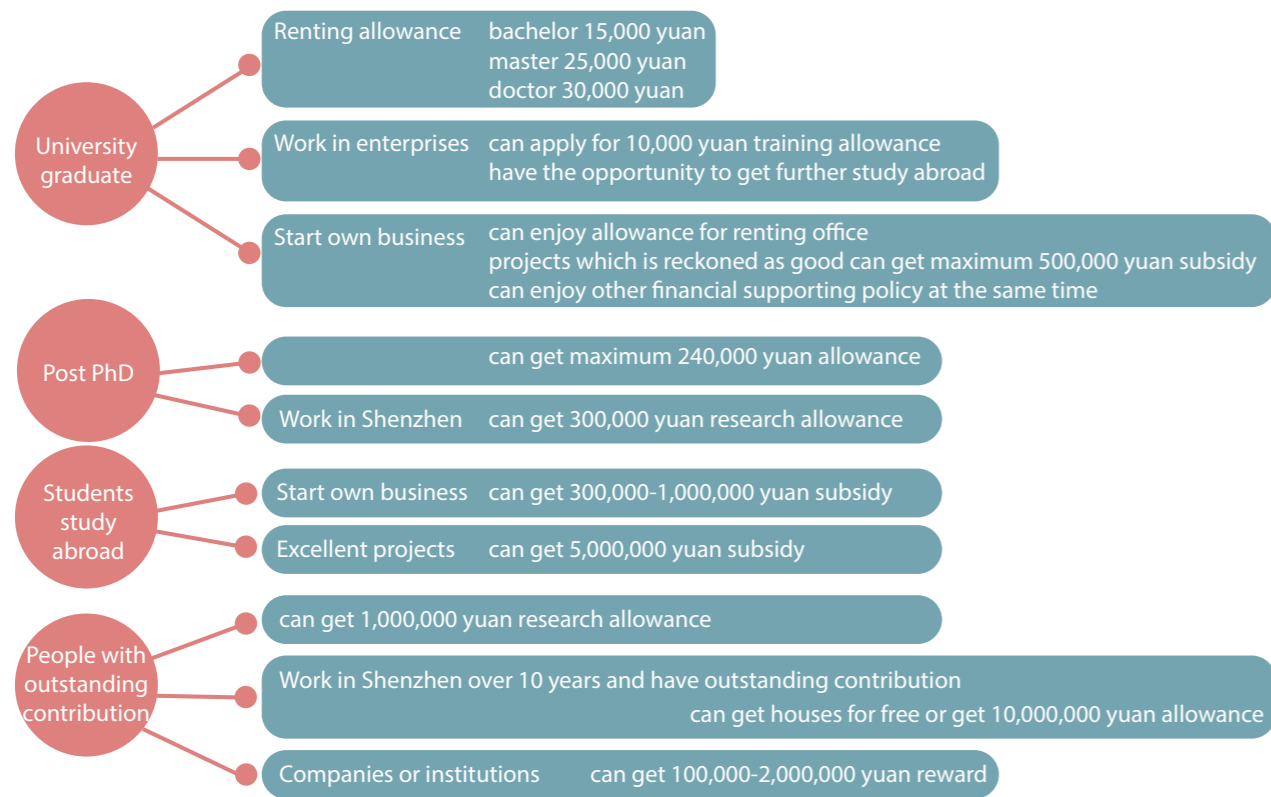 University
graduate
Renting allowance bachelor 15,000 yuan
master 25,000 yuan
doctor 30,000 yuan
Work in enterprises can apply for 10,000 yuan training allowance
have the opportunity to get further study abroad
Start own business can enjoy allowance for renting office
projects which is reckoned as good can get maximum 500,000 yuan subsidy
can enjoy other financial supporting policy at the same time
Post PhD
can get maximum 240,000 yuan allowance
Work in Shenzhen can get 300,000 yuan research allowance
Students
study
abroad
Start own business can get 300,000-1,000,000 yuan subsidy
Excellent projects can get 5,000,000 yuan subsidy
People with
outstanding
contribution
can get 1,000,000 yuan research allowance
Work in Shenzhen over 10 years and have outstanding contribution
can get houses for free or get 10,000,000 yuan allowance
Companies or institutions can get 100,000-2,000,000 yuan reward